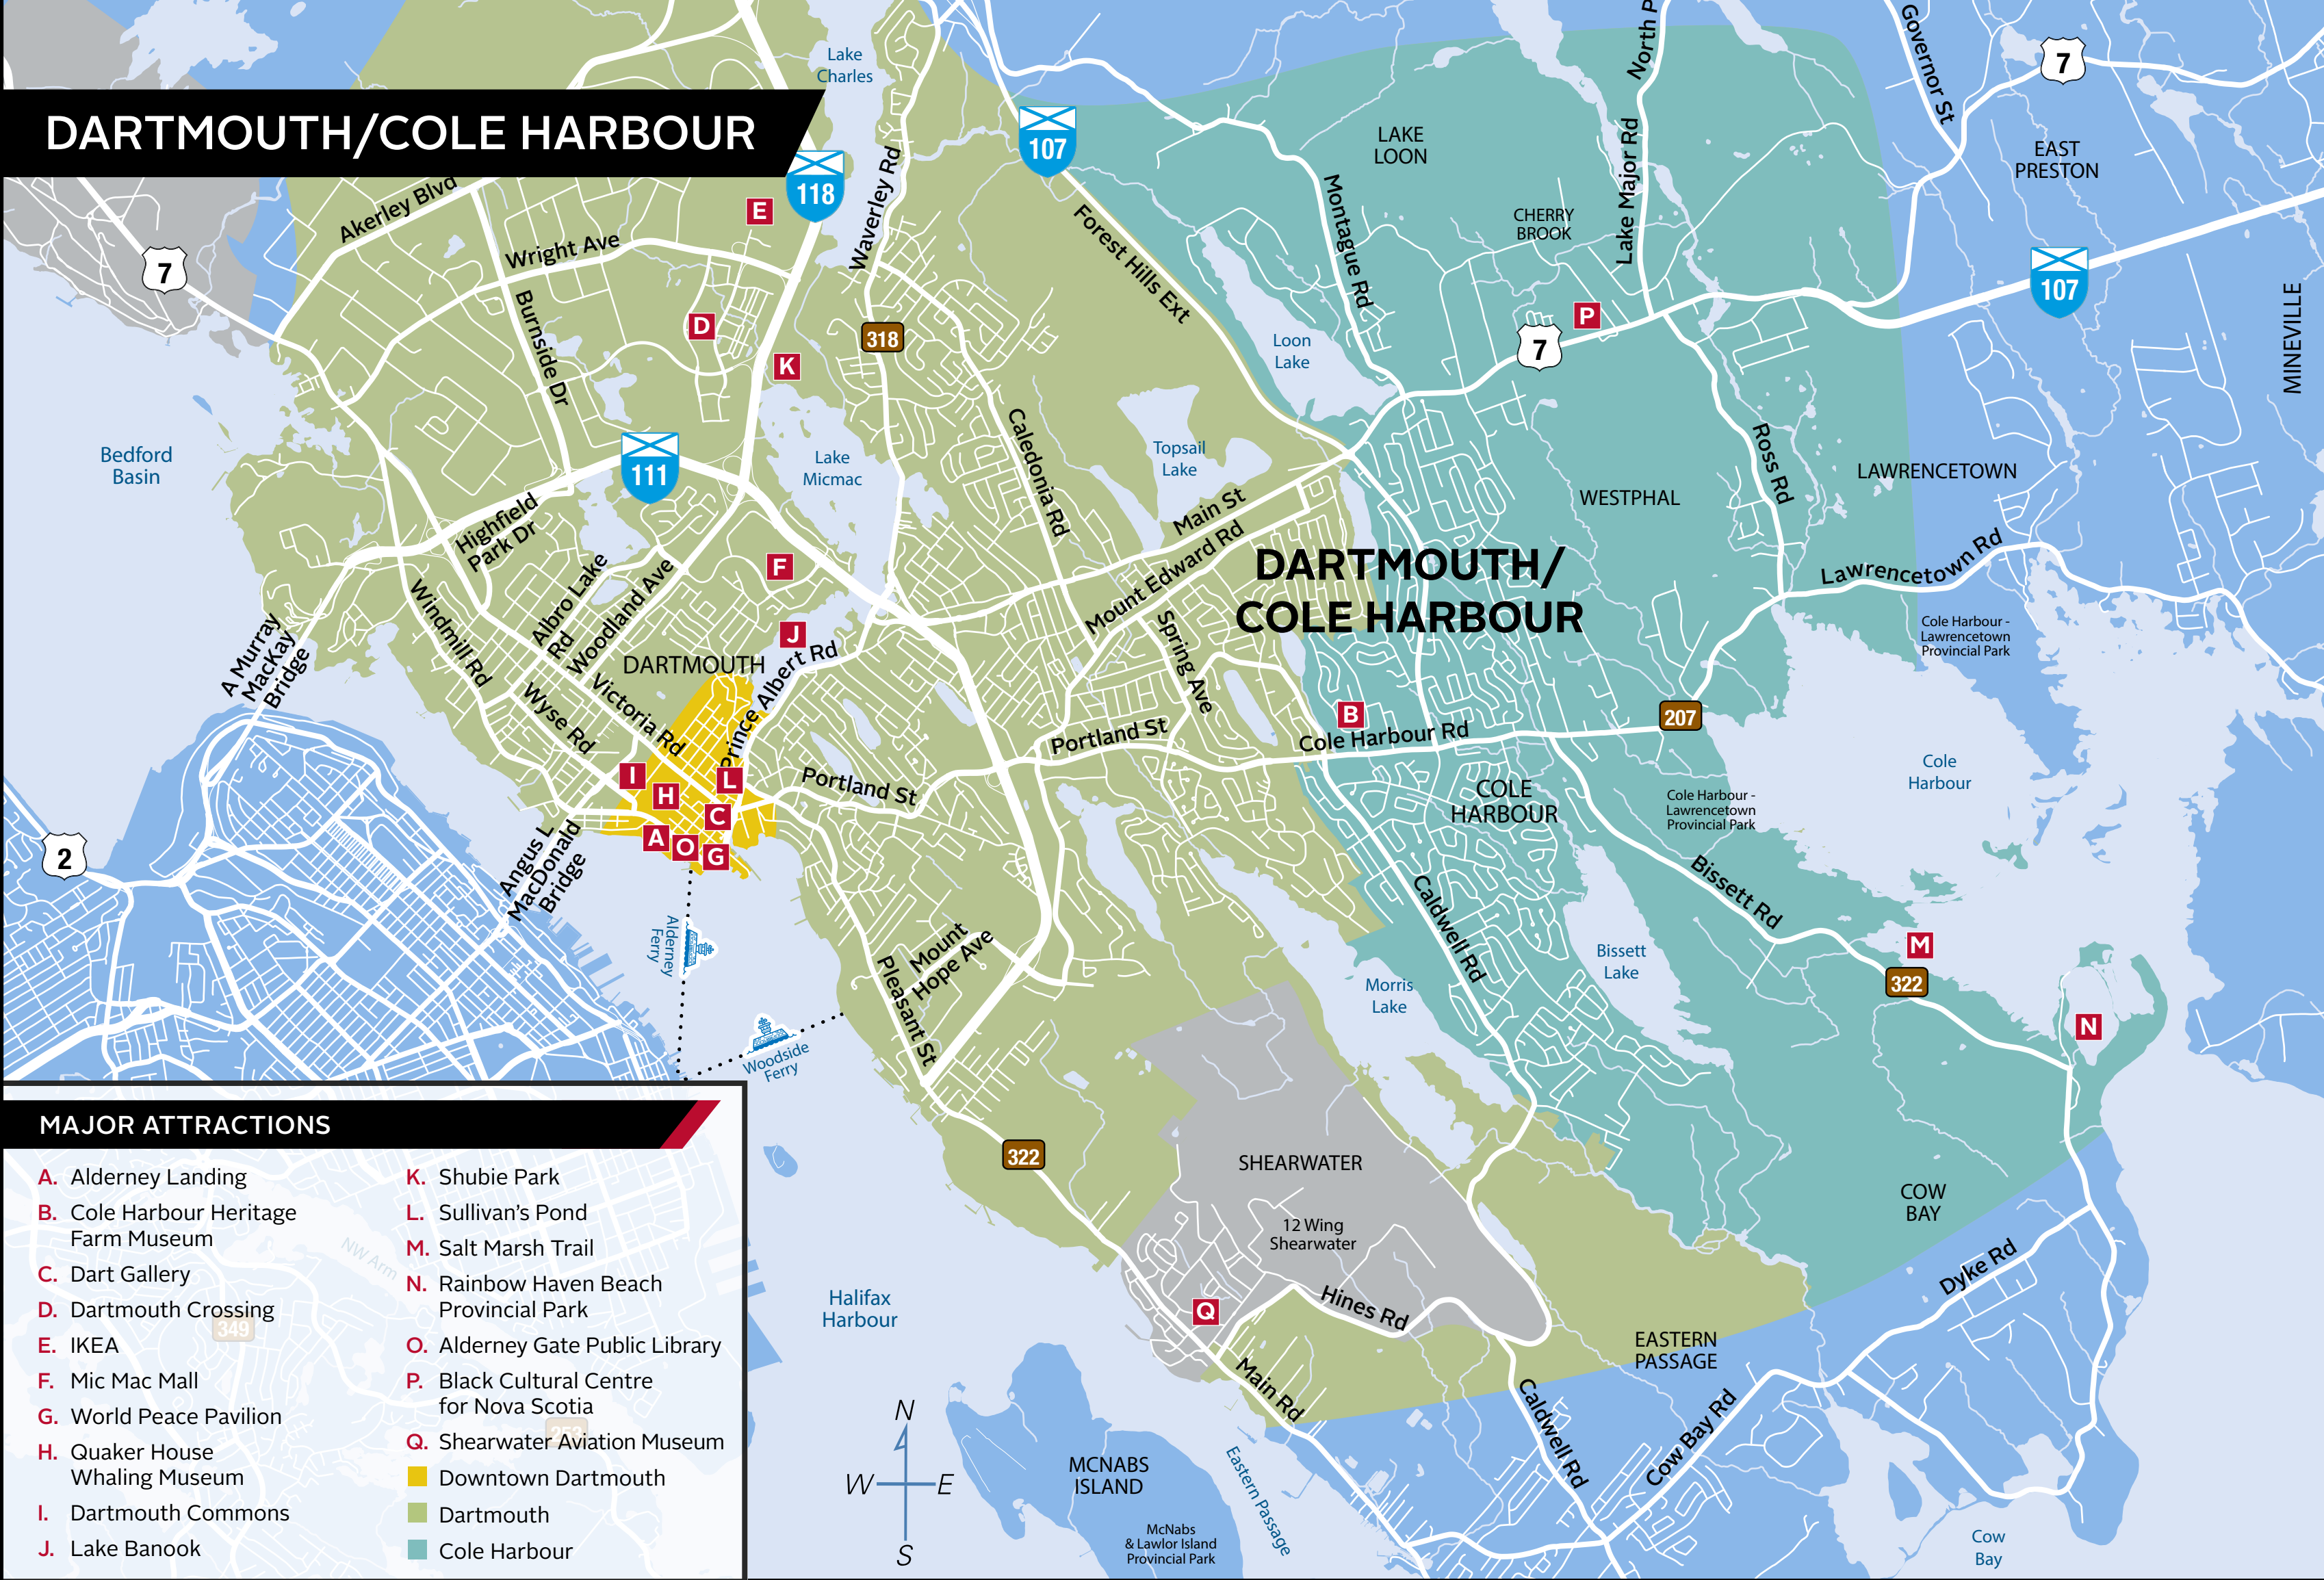 DARTMOUTH/COLE HARBOUR
Lake
Charles
118
107
7
Akerley Blvd
Wright Ave
Burnside Dr
E
D
K
Waverley Rd
318
Forest Hills Ext
Montague Rd
LAKE
LOON
CHERRY
BROOK
Lake Major Rd
North P
Governor St
7
EAST
PRESTON
107
MINEVILLE
P
7
Loon
Lake
Topsail
Lake
Caledonia Rd
Lake
Micmac
111
Bedford
Basin
Highfield
Park Dr
Albro Lake
Rd
Woodland Ave
Windmill Rd
A Murray
MacKay
Bridge
F
J
DARTMOUTH
Prince Albert Rd
Victoria Rd
Wyse Rd
Main St
Mount Edward Rd
Spring Ave
DARTMOUTH/
COLE HARBOUR
WESTPHAL
Ross Rd
LAWRENCETOWN
Lawrencetown Rd
Cole Harbour -
Lawrencetown
Provincial Park
207
B
Cole Harbour Rd
Portland St
Portland St
I
H
L
C
A
O
G
2
Angus L
MacDonald
Bridge
Alderney
Ferry
Woodside
Ferry
COLE
HARBOUR
Cole Harbour -
Lawrencetown
Provincial Park
Cole
Harbour
Bissett Rd
Caldwell Rd
Bissett
Lake
Morris
Lake
M
322
N
Mount
Hope Ave
Pleasant St
322
SHEARWATER
12 Wing
Shearwater
Q
Hines Rd
Main Rd
COW
BAY
Dyke Rd
EASTERN
PASSAGE
Caldwell Rd
Cow Bay Rd
Halifax
Harbour
N
W
E
S
MCNABS
ISLAND
McNabs
& Lawlor Island
Provincial Park
Eastern Passage
Cow
Bay
MAJOR ATTRACTIONS
A. Alderney Landing
B. Cole Harbour Heritage
Farm Museum
C. Dart Gallery
D. Dartmouth Crossing
E. IKEA
F. Mic Mac Mall
G. World Peace Pavilion
H. Quaker House
Whaling Museum
I. Dartmouth Commons
J. Lake Banook
K. Shubie Park
L. Sullivan's Pond
M. Salt Marsh Trail
N. Rainbow Haven Beach
Provincial Park
O. Alderney Gate Public Library
P. Black Cultural Centre
for Nova Scotia
Q. Shearwater Aviation Museum
Downtown Dartmouth
Dartmouth
Cole Harbour
NW Arm
349